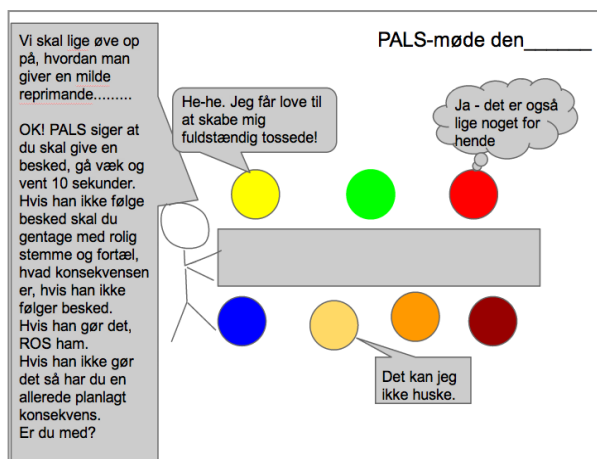 Vi skal lige øve op
på, hvordan man
giver en milde
reprimande.........
OK! PALS siger at
du skal give en
besked, gå væk og
vent 10 sekunder.
Hvis han ikke følge
besked skal du
gentage med rolig
stemme og fortæl,
hvad konsekvensen
er, hvis han ikke
følger besked.
Hvis han gør det,
ROS ham.
Hvis han ikke gør
det så har du en
allerede planlagt
konsekvens.
Er du med?
PALS-møde den______
He-he. Jeg får love til
at skabe mig
fuldstændig tossede!
Ja - det er også
lige noget for
hende
Det kan jeg
ikke huske.